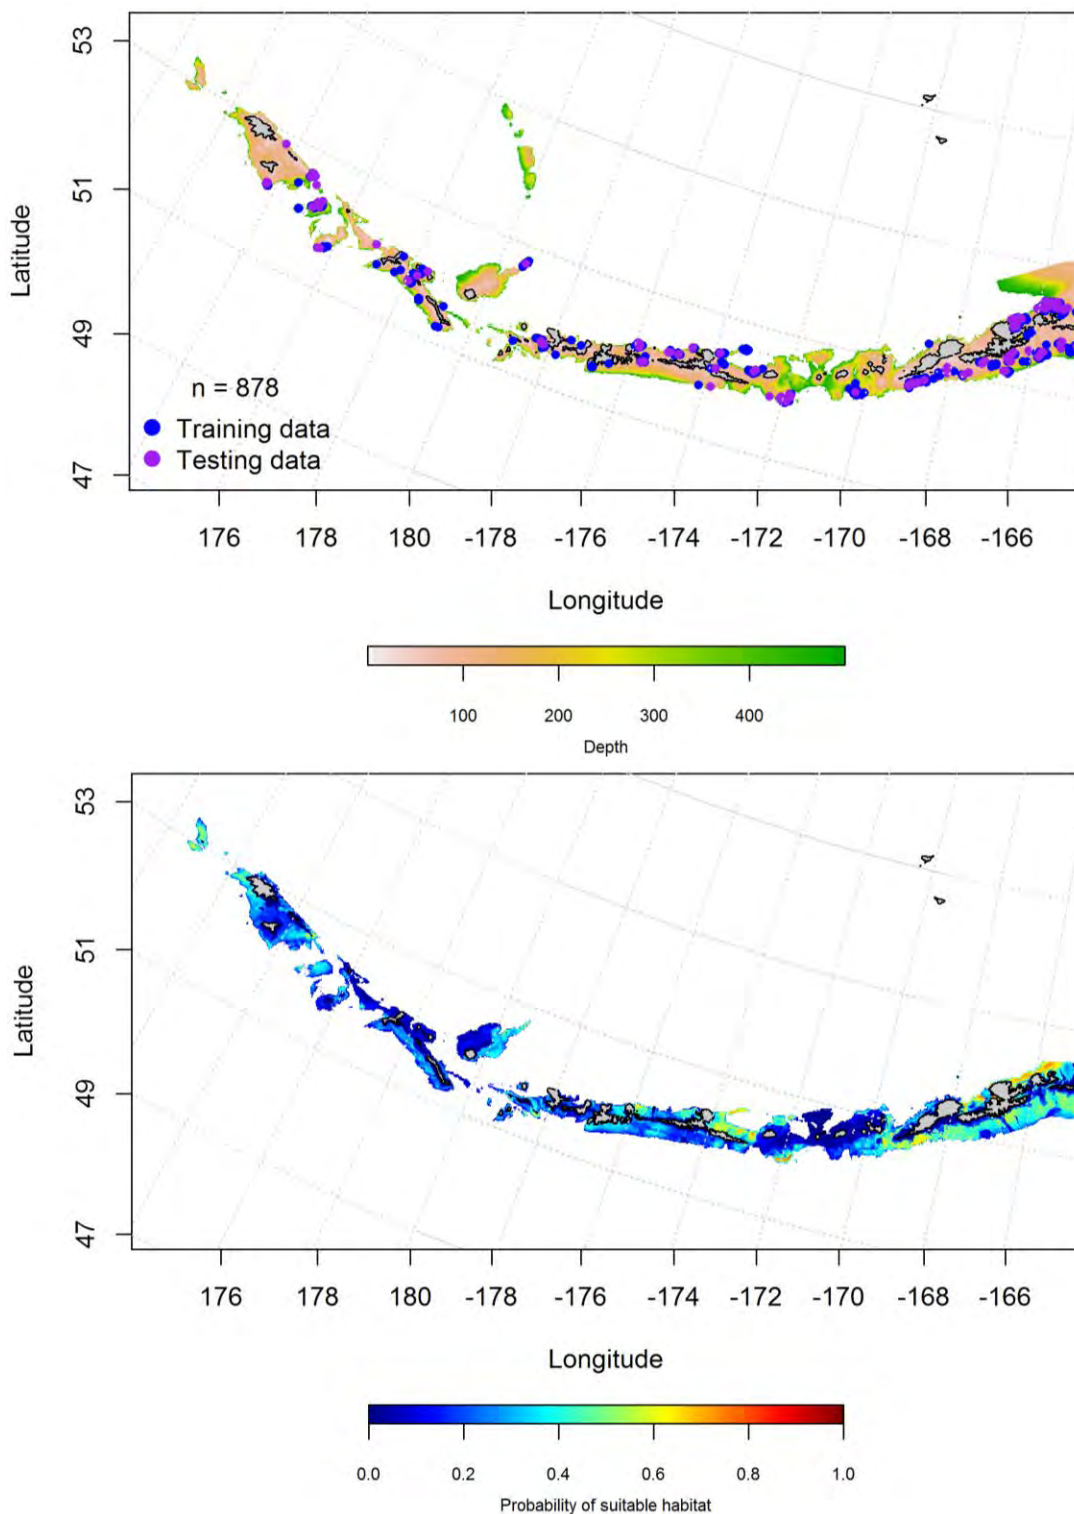 53
51
49
47
Latitude
n = 878
Training data
Testing data
176 178 180 -178 -176 -174 -172 -170 -168 -166
Longitude
100 200 300 400
Depth
53
51
49
47
Latitude
176 178 180 -178 -176 -174 -172 -170 -168 -166
Longitude
0.0 0.2 0.4 0.6 0.8 1.0
Probability of suitable habitat